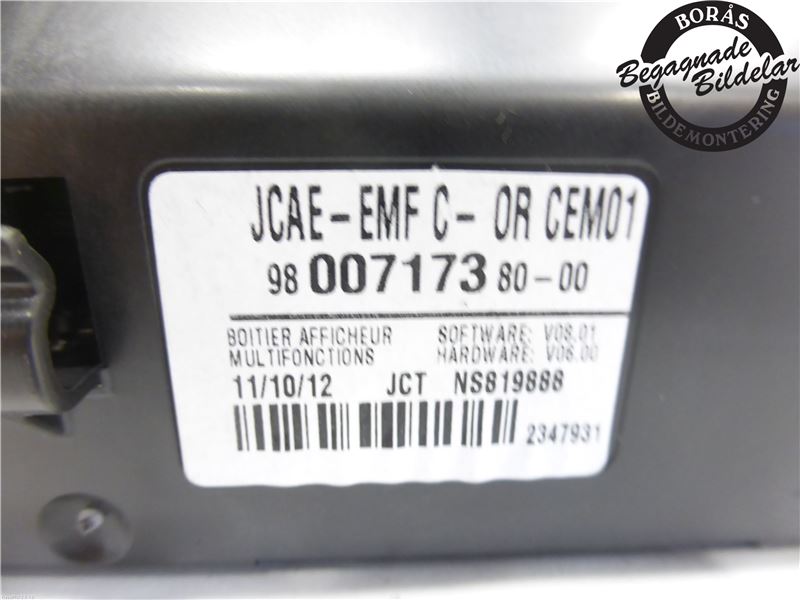 BORÅS
Begagnade
Bildelar
BILDEMONTERING
JCAE-EMF C- OR CEM01
98 007173 80-00
BOITIER AFFICHEUR SOFTWARE: V08.01
MULTIFONCTIONS HARDWARE: V06.00
11/10/12 JCT NS819888
2347931